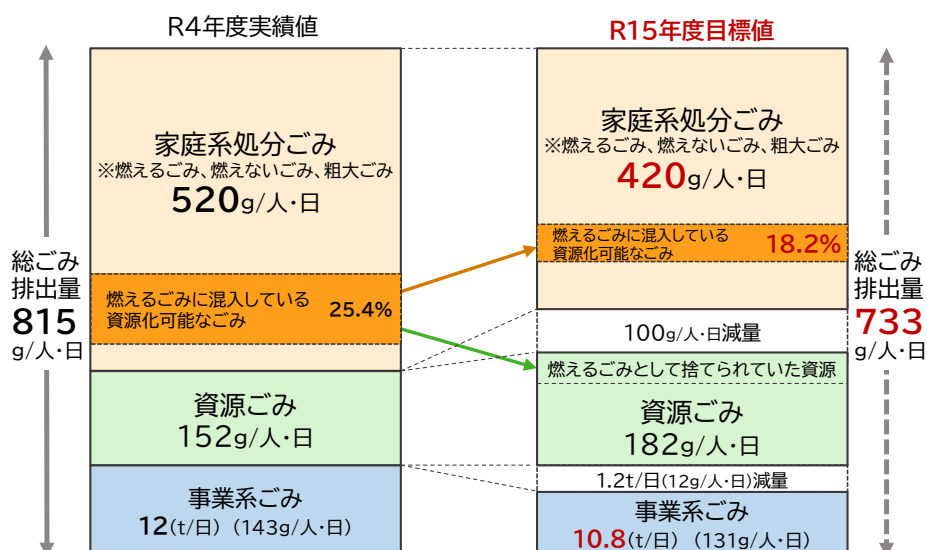 R4年度実績値
家庭系処分ごみ
※燃えるごみ、燃えないごみ、粗大ごみ
520g/人・日
燃えるごみに混入している
資源化可能なごみ
25.4%
資源ごみ
152g/人・日
事業系ごみ
12(t/日) (143g/人・日)
総ごみ
排出量
815
g/人・日
R15年度目標値
家庭系処分ごみ
※燃えるごみ、燃えないごみ、粗大ごみ
420g/人・日
燃えるごみに混入している
資源化可能なごみ
18.2%
100g/人・日減量
燃えるごみとして捨てられていた資源
資源ごみ
182g/人・日
1.2t/日(12g/人・日)減量
事業系ごみ
10.8(t/日) (131g/人・日)
総ごみ
排出量
733
g/人・日